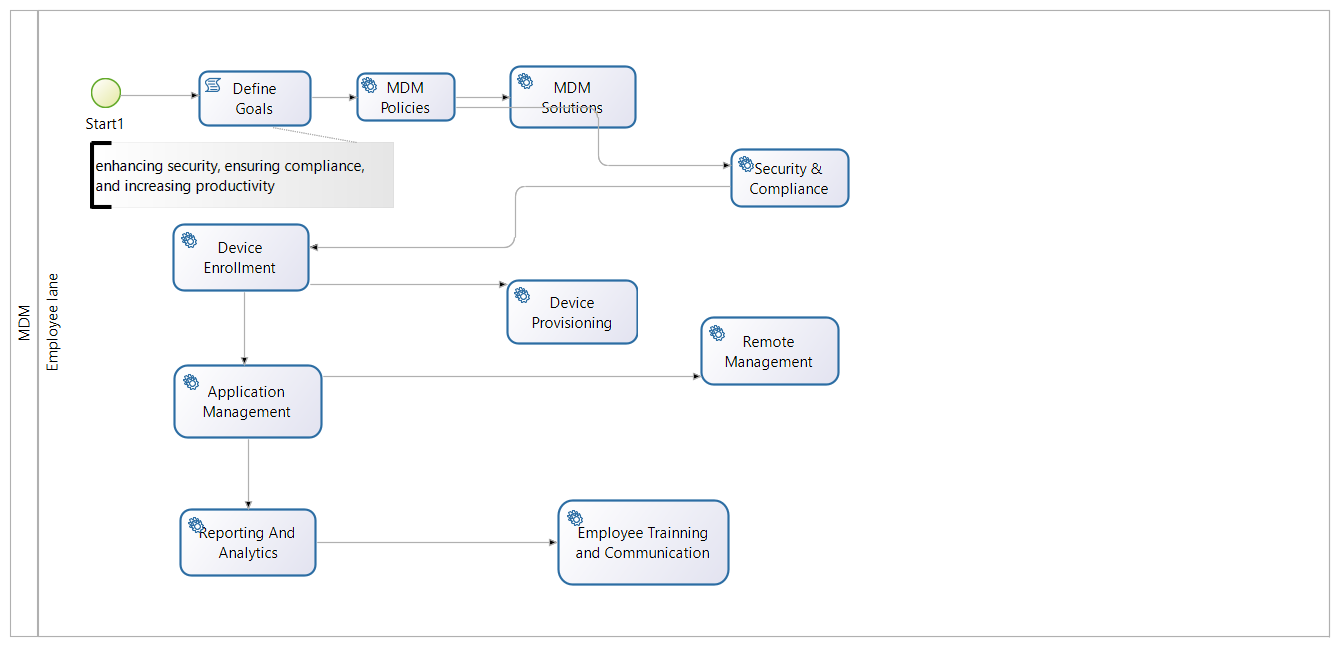 MDM
Employee lane
Start1
Define
Goals
MDM
Policies
MDM
Solutions
enhancing security, ensuring compliance,
and increasing productivity
Security &
Compliance
Device
Enrollment
Device
Provisioning
Remote
Management
Application
Management
Reporting And
Analytics
Employee Trainning
and Communication